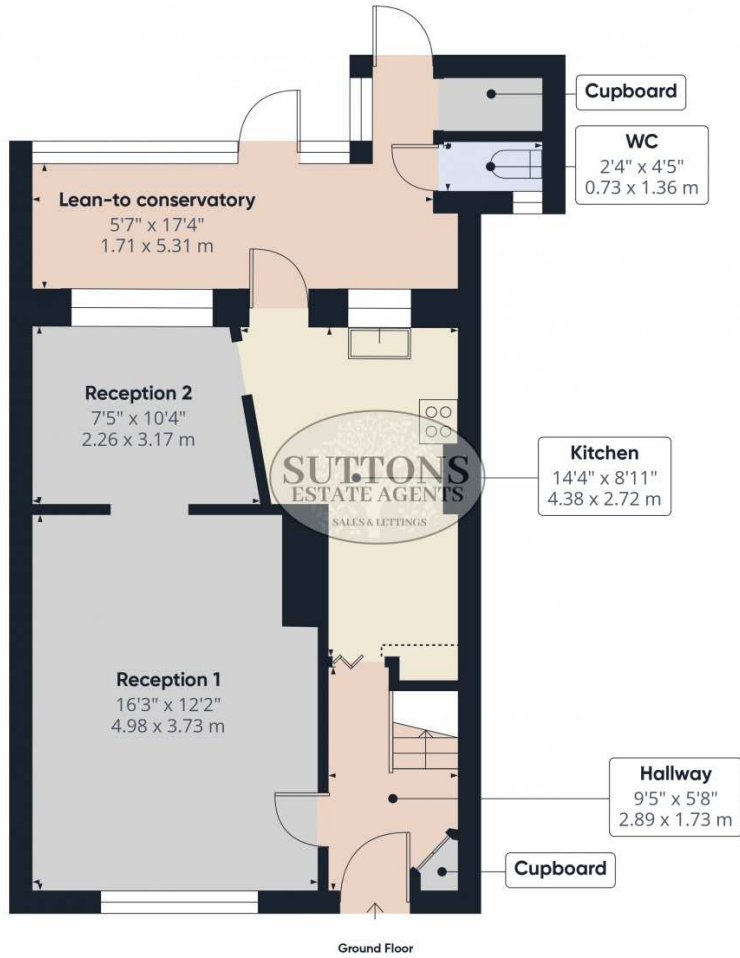 Cupboard
WC
2'4" x 4'5"
0.73 x 1.36 m
Lean-to conservatory
5'7" x 17'4"
1.71 x 5.31 m
Reception 2
7'5" x 10'4"
2.26 x 3.17 m
SUTTONS
ESTATE AGENTS
SALES & LETTINGS
Kitchen
14'4" x 8'11"
4.38 x 2.72 m
Reception 1
16'3" x 12'2"
4.98 x 3.73 m
Hallway
9'5" x 5'8"
2.89 x 1.73 m
Cupboard
Ground Floor